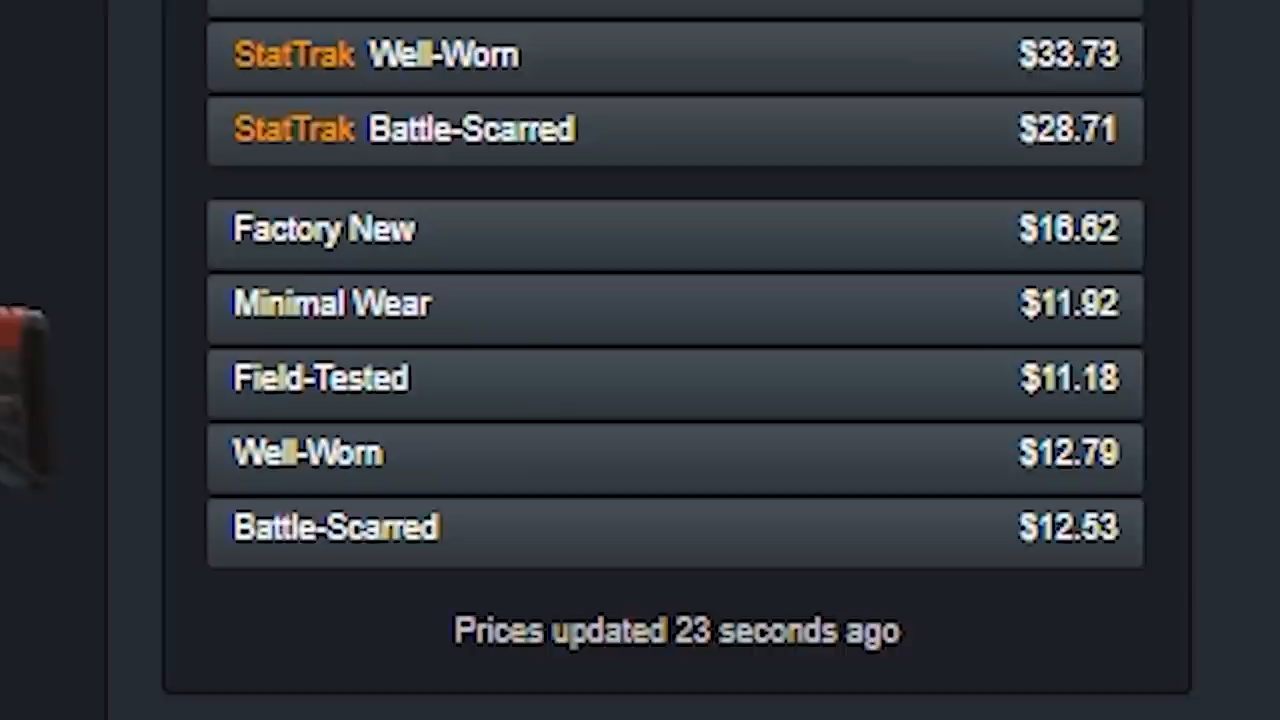 StatTrak Well-Worn $33.73
StatTrak Battle-Scarred $28.71
Factory New $16.62
Minimal Wear $11.92
Field-Tested $11.18
Well-Worn $12.79
Battle-Scarred $12.53
Prices updated 23 seconds ago